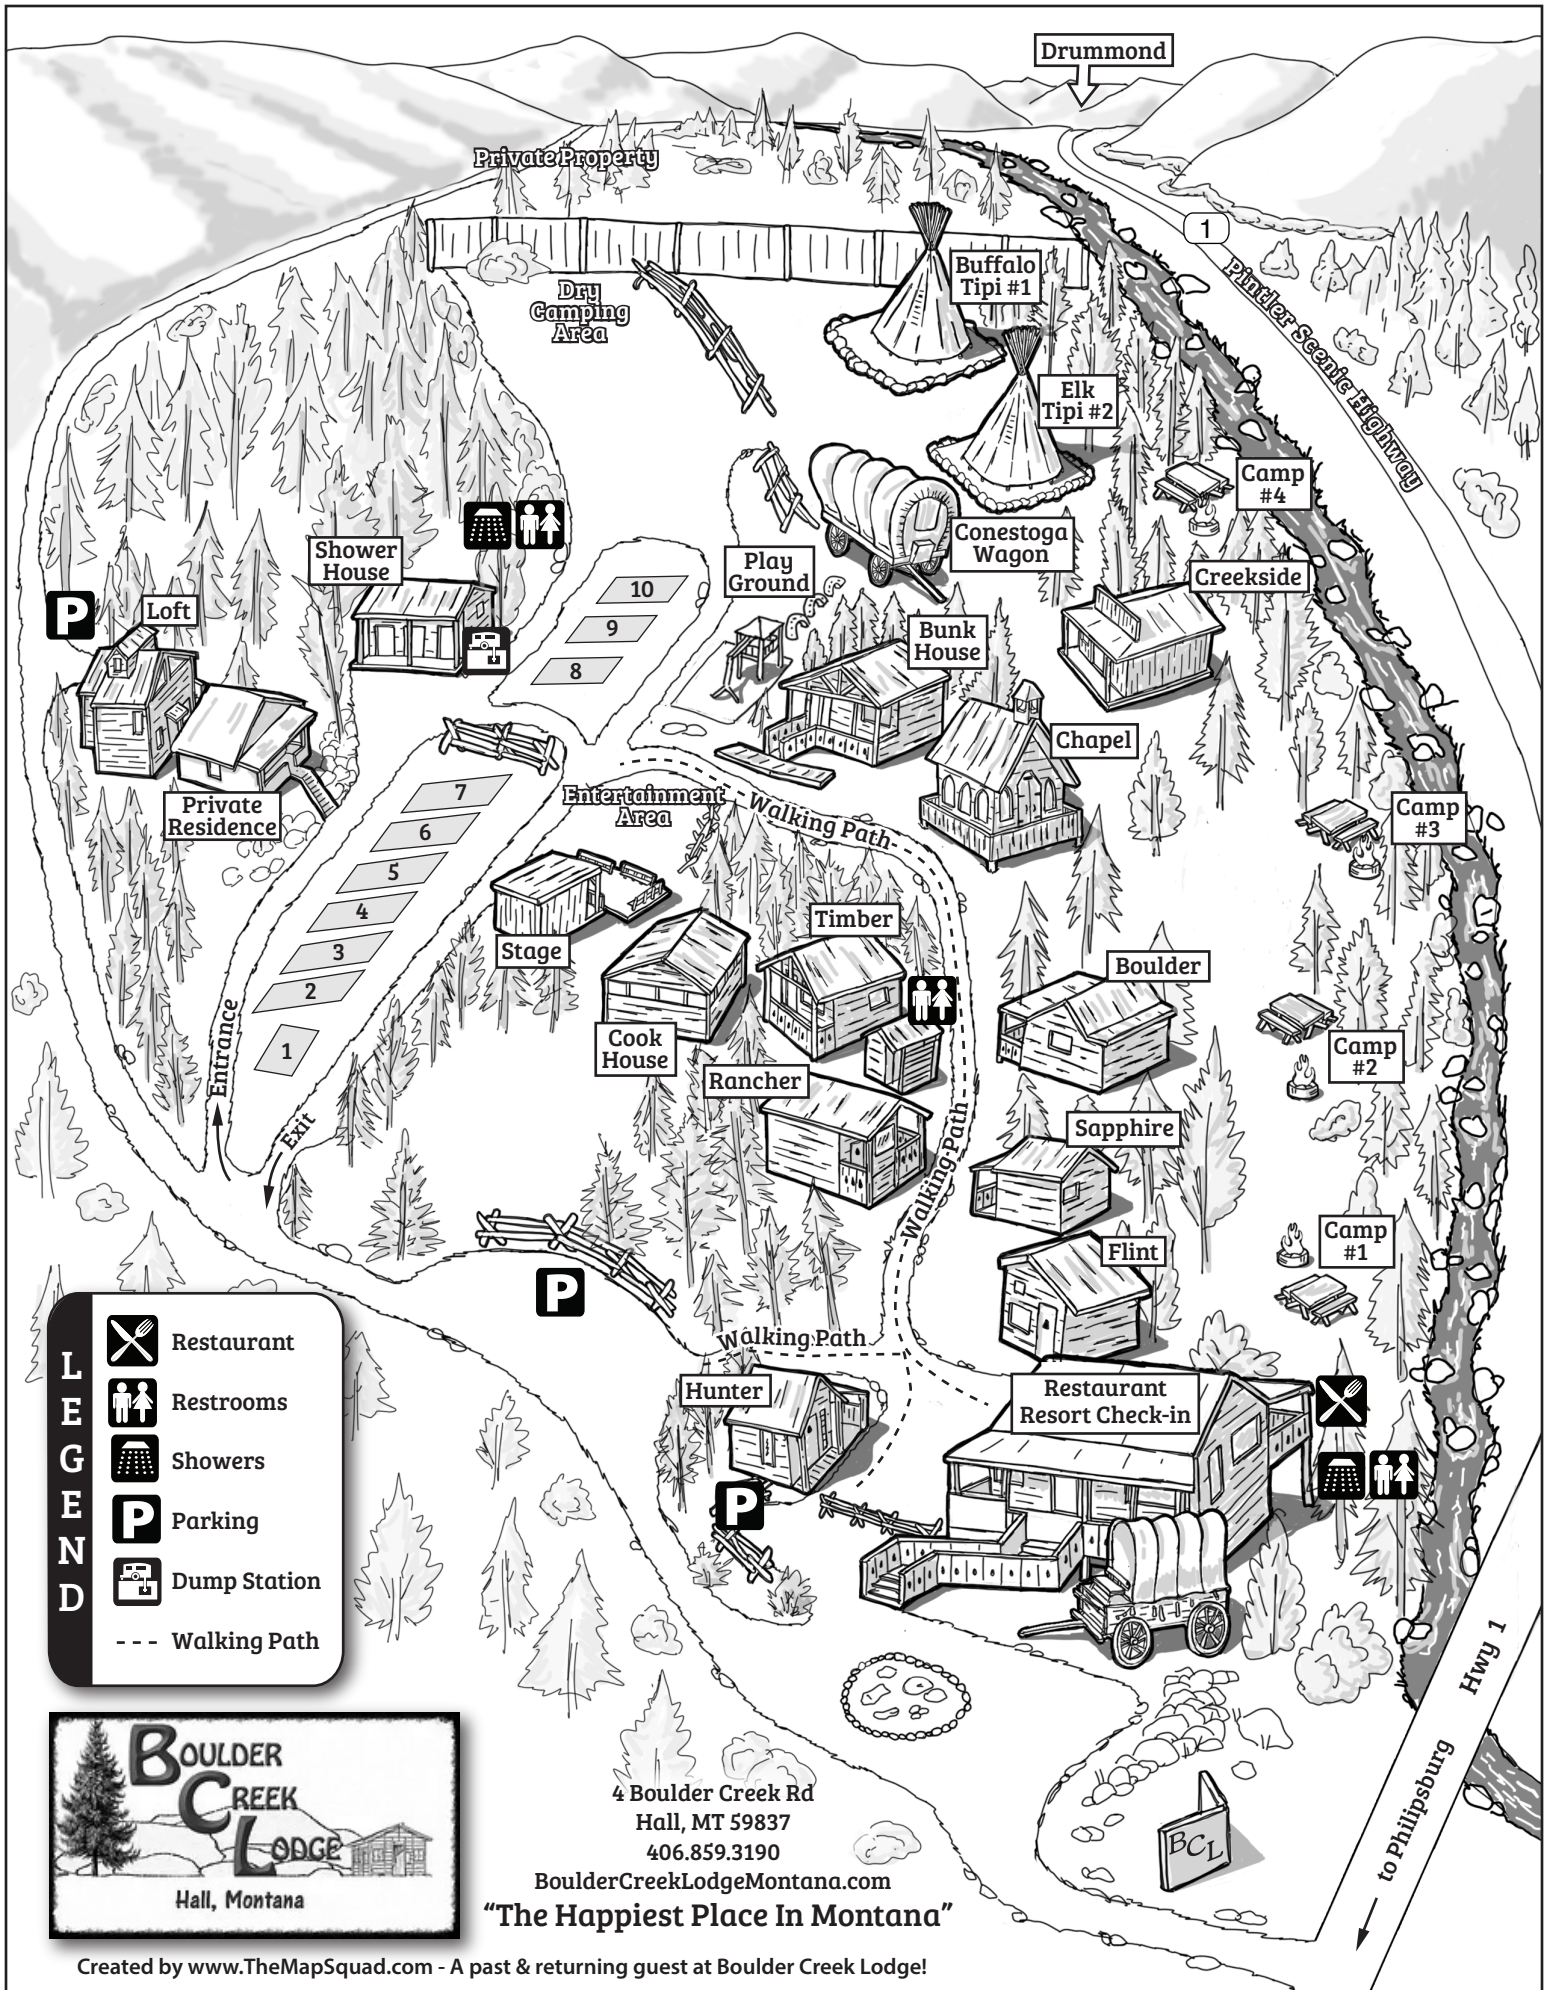 Drummond
Private Property
1
Pintler Scenic Highway
Buffalo
Tipi #1
Dry
Camping
Area
Elk
Tipi #2
Camp
#4
Conestoga
Wagon
Shower
House
Play
Ground
Creekside
10
P
Loft
9
Bunk
House
8
Chapel
7
Private
Residence
Entertainment
Area
Walking Path
Camp
#3
6
5
4
Timber
Stage
3
Boulder
2
Entrance
1
Cook
House
Camp
#2
Rancher
Exit
Sapphire
Walking Path
Camp
#1
Flint
P
Walking Path
Hunter
Restaurant
Resort Check-in
P
LEGEND
Restaurant
Restrooms
Showers
P Parking
Dump Station
--- Walking Path
Hwy 1
to Philipsburg
BCL
BOULDER
CREEK
LODGE
Hall, Montana
4 Boulder Creek Rd
Hall, MT 59837
406.859.3190
BoulderCreekLodgeMontana.com
“The Happiest Place In Montana”
Created by www.TheMapSquad.com - A past & returning guest at Boulder Creek Lodge!